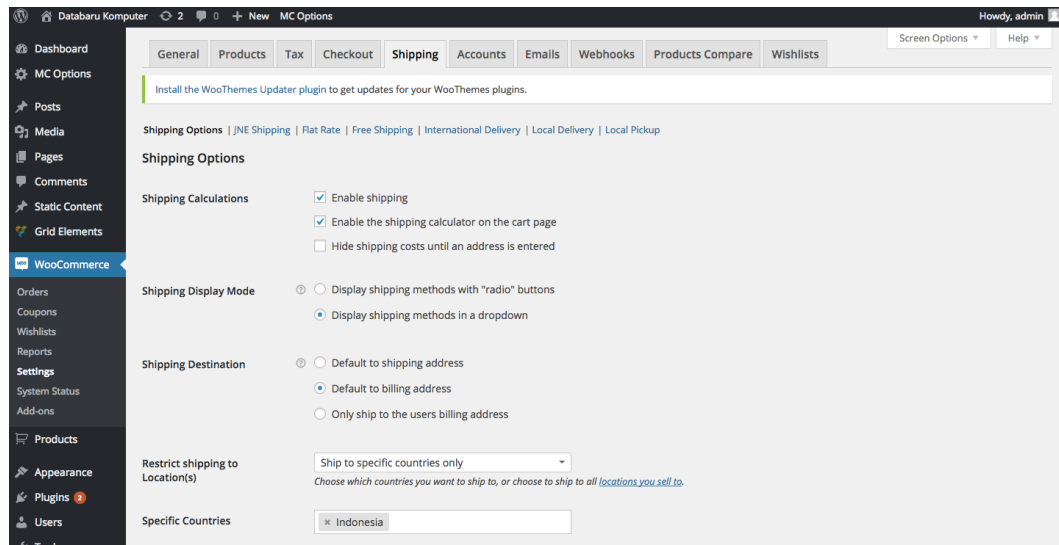 Databaru Komputer 2 0 + New MC Options Howdy, admin
Dashboard
MC Options
Posts
Media
Pages
Comments
Static Content
Grid Elements
WooCommerce
Orders
Coupons
Wishlists
Reports
Settings
System Status
Add-ons
Products
Appearance
Plugins 2
Users
Screen Options Help
General Products Tax Checkout Shipping Accounts Emails Webhooks Products Compare Wishlists
Install the WooThemes Updater plugin to get updates for your WooThemes plugins.
Shipping Options | JNE Shipping | Flat Rate | Free Shipping | International Delivery | Local Delivery | Local Pickup
Shipping Options
Shipping Calculations
Enable shipping
Enable the shipping calculator on the cart page
Hide shipping costs until an address is entered
Shipping Display Mode
Display shipping methods with "radio" buttons
Display shipping methods in a dropdown
Shipping Destination
Default to shipping address
Default to billing address
Only ship to the users billing address
Restrict shipping to
Location(s)
Ship to specific countries only
Choose which countries you want to ship to, or choose to ship to all locations you sell to.
Specific Countries
× Indonesia